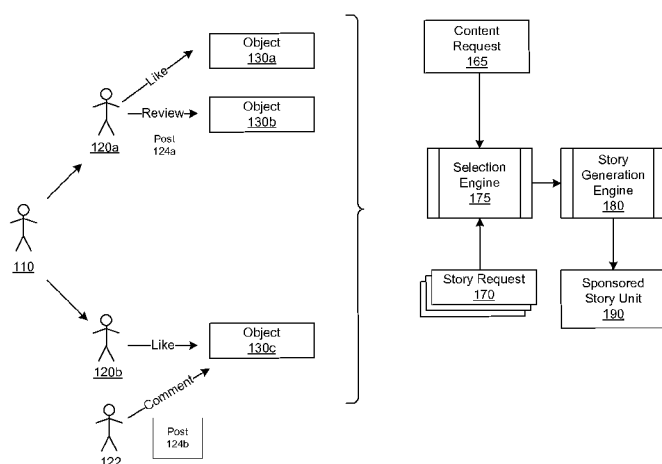 Object
130a
Like
Object
130b
Review
Post
124a
120a
110
Object
130c
Like
120b
Comment
Post
124b
122
Content
Request
165
Selection
Engine
175
Story
Generation
Engine
180
Story Request
170
Sponsored
Story Unit
190